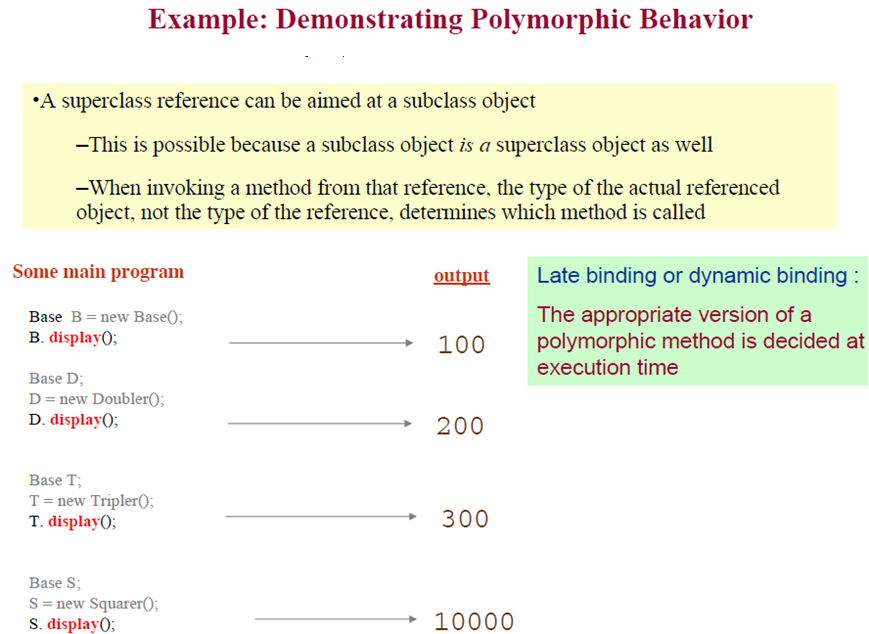 Example: Demonstrating Polymorphic Behavior
•A superclass reference can be aimed at a subclass object
–This is possible because a subclass object is a superclass object as well
–When invoking a method from that reference, the type of the actual referenced
object, not the type of the reference, determines which method is called
Some main program
output
Base B = new Base();
B. display();
100
Base D;
D = new Doubler();
D. display();
200
Base T;
T = new Tripler();
T. display();
300
Base S;
S = new Squarer();
S. display();
10000
Late binding or dynamic binding :
The appropriate version of a
polymorphic method is decided at
execution time